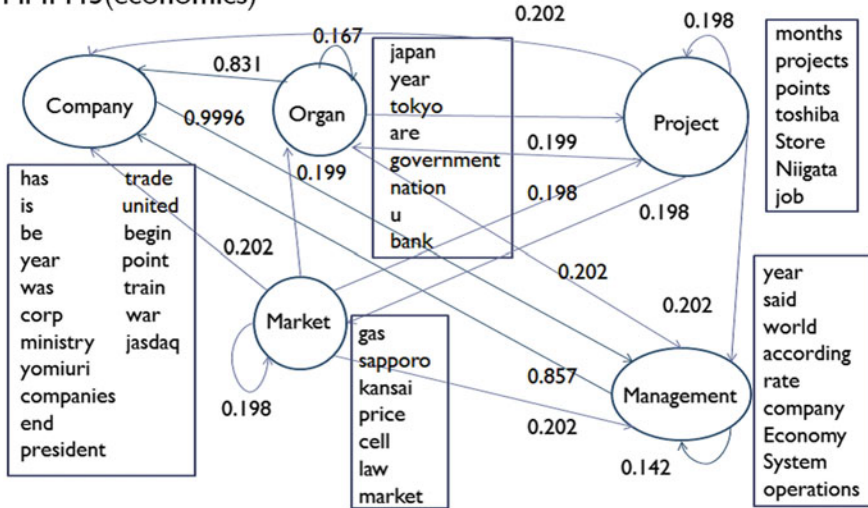 (economics)
0.202
0.167
0.198
0.831
Company
0.9996
Organ
0.199
japan
year
tokyo
are
government
nation
u
bank
Project
0.199
0.198
0.198
months
projects
points
toshiba
Store
Niigata
job
has trade
is united
be begin
year point
was train
corp war
ministry jasdaq
yomiuri
companies
end
president
0.202
Market
0.198
gas
sapporo
kansai
price
cell
law
market
0.202
0.202
0.857
0.202
Management
0.142
year
said
world
according
rate
company
Economy
System
operations